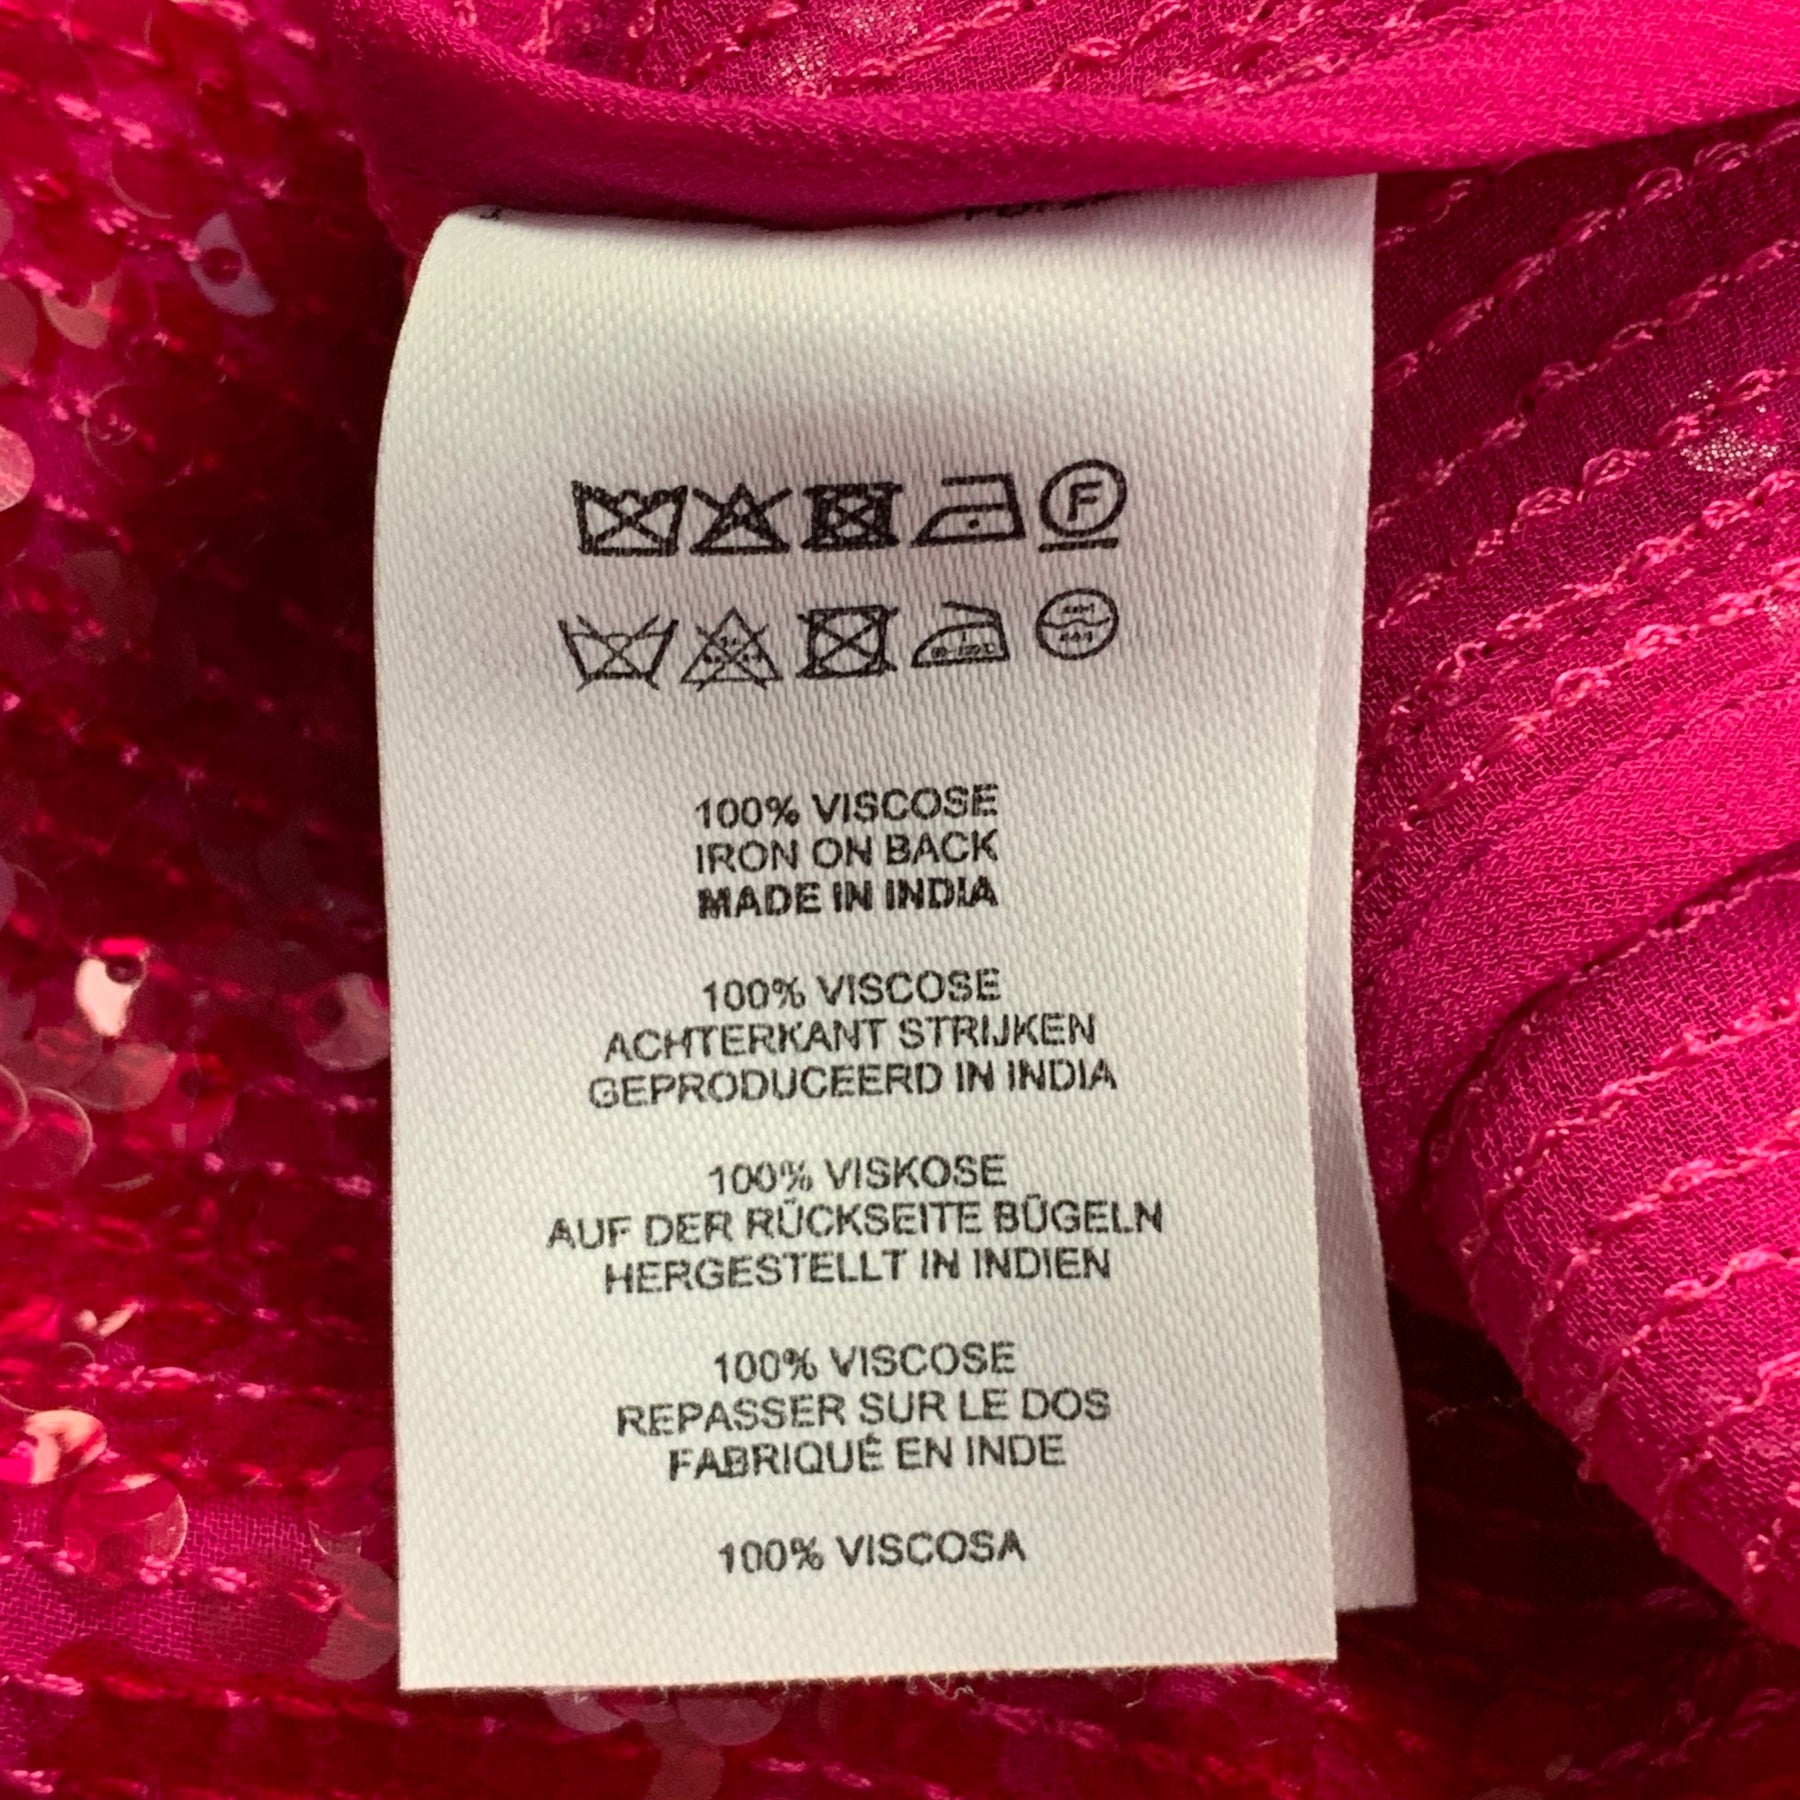 F
100% VISCOSE
IRON ON BACK
MADE IN INDIA
100% VISCOSE
ACHTERKANT STRIJKEN
GEPRODUCEERD IN INDIA
100% VISKOSE
AUF DER RÜCKSEITE BÜGELN
HERGESTELLT IN INDIEN
100% VISCOSE
REPASSER SUR LE DOS
FABRIQUÉ EN INDE
100% VISCOSA